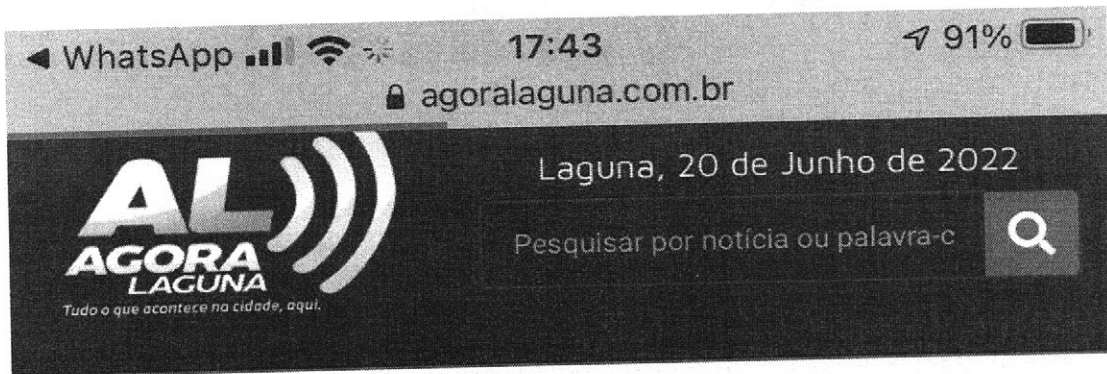 WhatsApp 17:43 91%
agoralaguna.com.br
AL
AGORA
LAGUNA
Tudo o que acontece na cidade, aqui.
Laguna, 20 de Junho de 2022
Pesquisar por notícia ou palavra-c